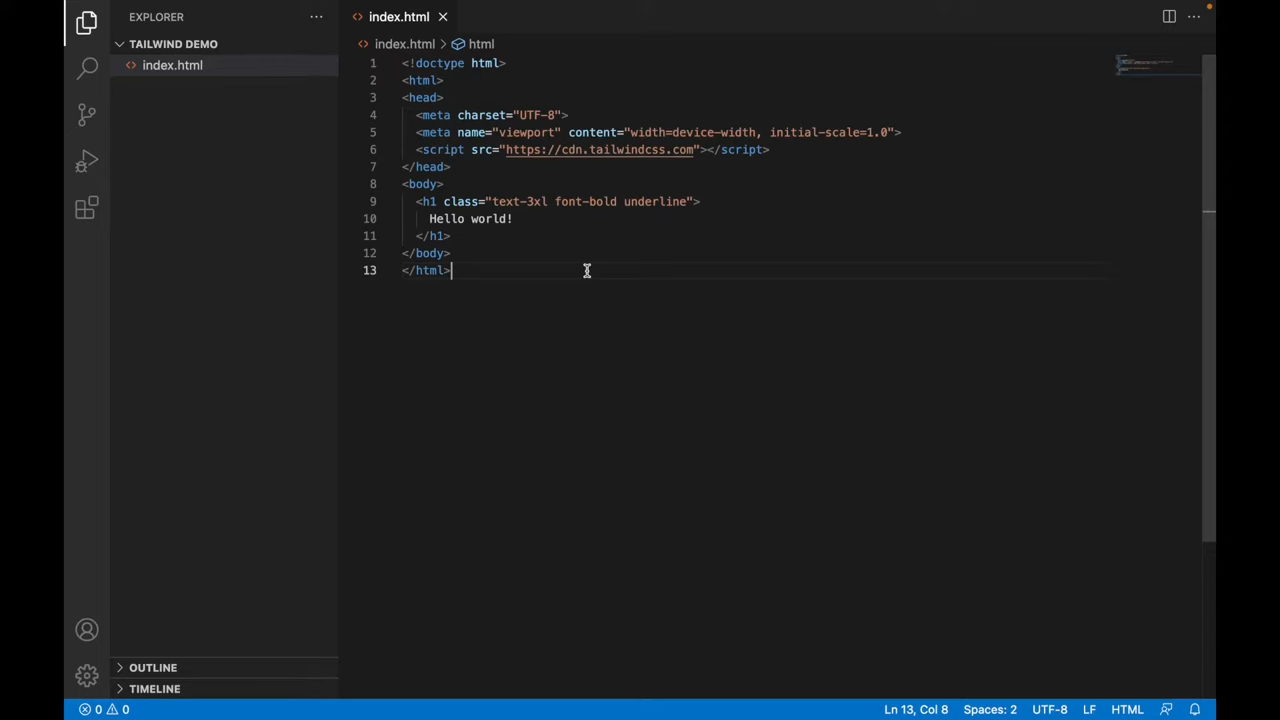 EXPLORER
TAILWIND DEMO
index.html
OUTLINE
TIMELINE
index.html
index.html > html
1 <!doctype html>
2 <html>
3 <head>
4   <meta charset="UTF-8">
5   <meta name="viewport" content="width=device-width, initial-scale=1.0">
6   <script src="https://cdn.tailwindcss.com"></script>
7 </head>
8 <body>
9   <h1 class="text-3xl font-bold underline">
10     Hello world!
11   </h1>
12 </body>
13 </html>
0 0 Ln 13, Col 8 Spaces: 2 UTF-8 LF HTML